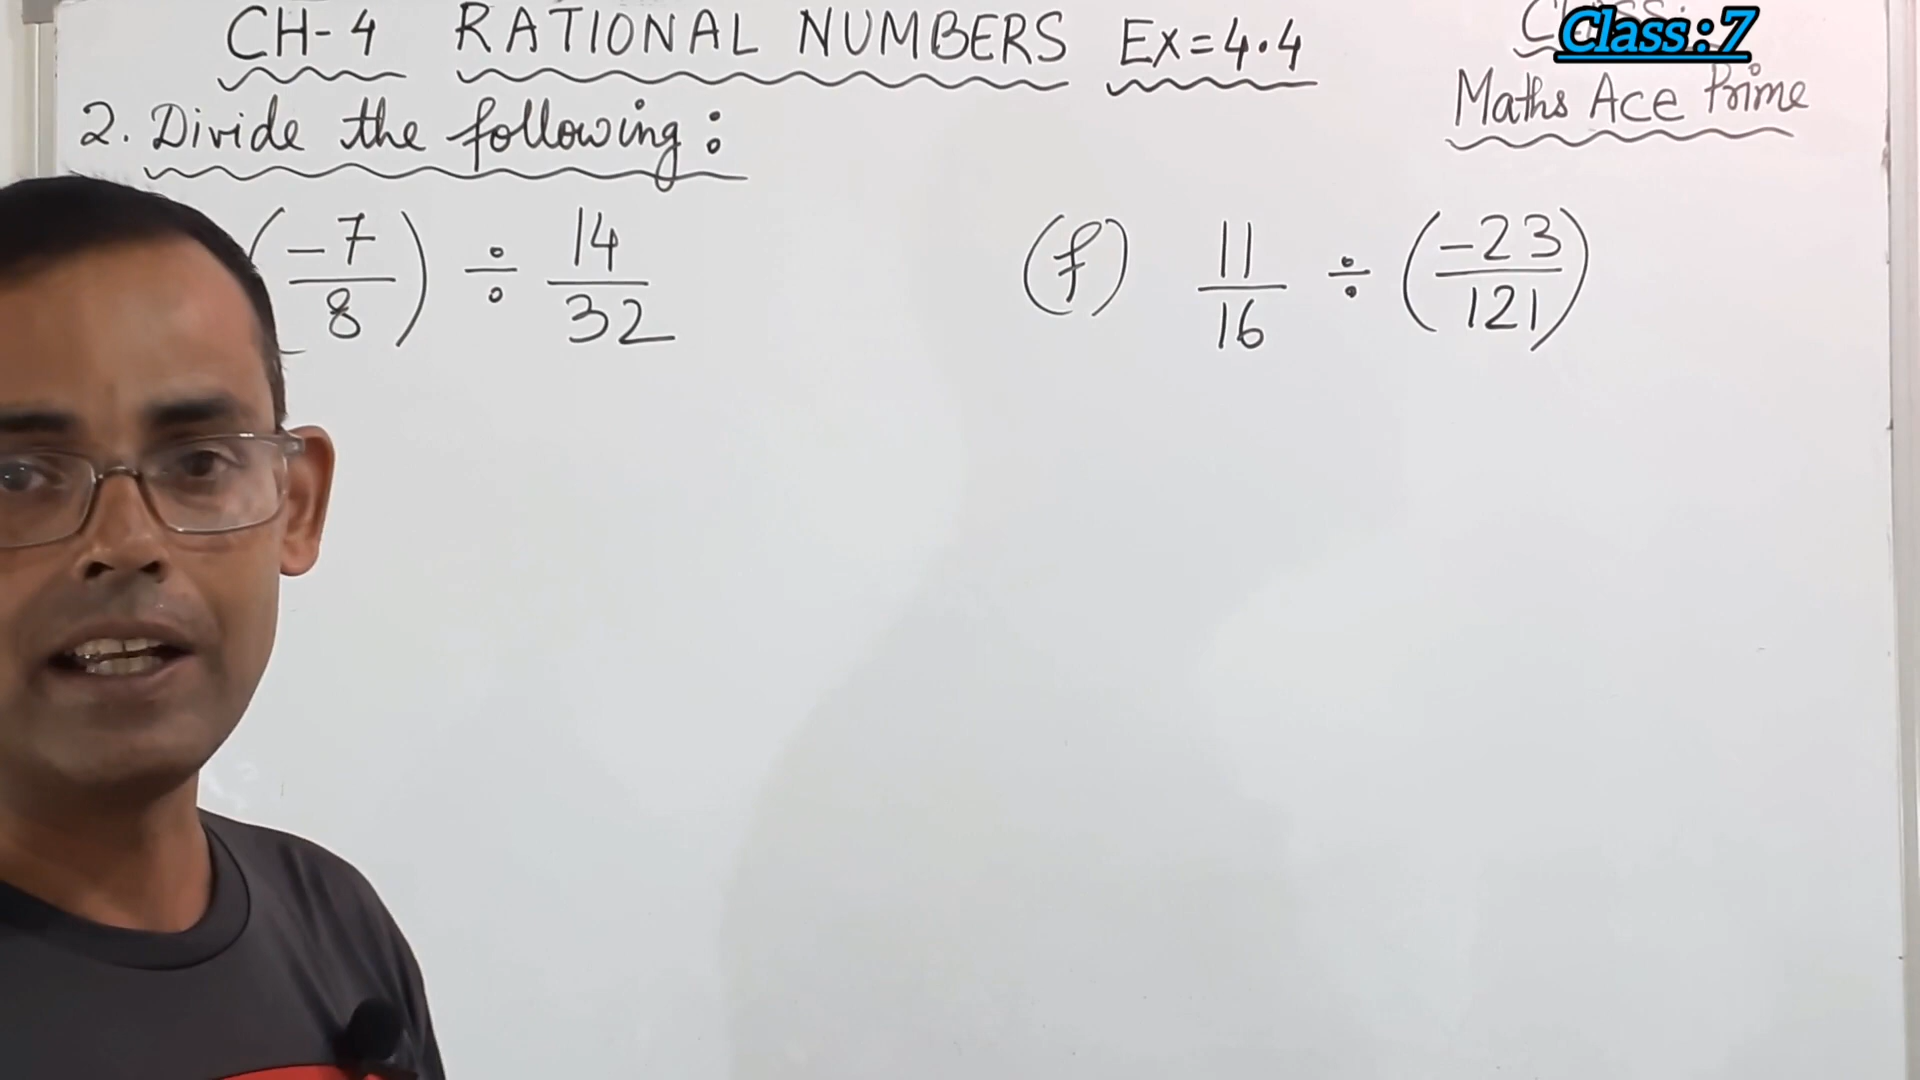 CH-4 RATIONAL NUMBERS Ex=4.4
Class:7
Maths Ace Prime
2. Divide the following:
(-7/8) ÷ 14/32
(f) 11/16 ÷ (-23/121)